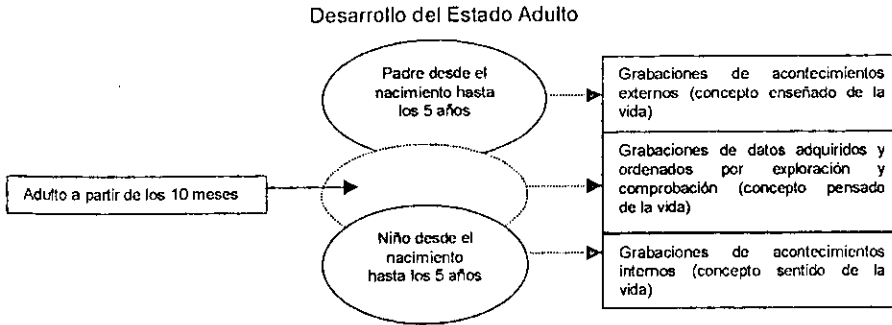 Desarrollo del Estado Adulto
Padre desde el
nacimiento hasta
los 5 años
Grabaciones de acontecimientos
externos (concepto enseñado de la
vida)
Adulto a partir de los 10 meses
Grabaciones de datos adquiridos y
ordenados por exploración y
comprobación (concepto pensado
de la vida)
Niño desde el
nacimiento
hasta los 5 años
Grabaciones de acontecimientos
internos (concepto sentido de la
vida)